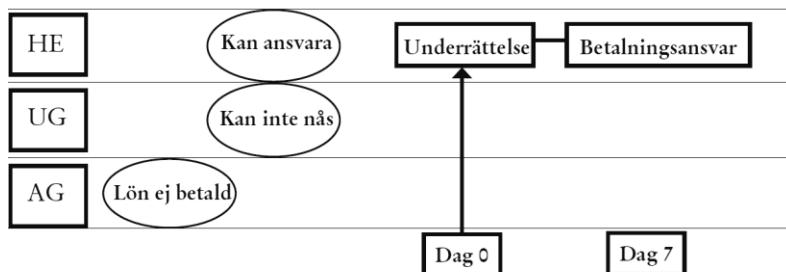 HE
Kan ansvara
Underrättelse
Betalningsansvar
UG
Kan inte nås
AG
Lön ej betald
Dag 0
Dag 7